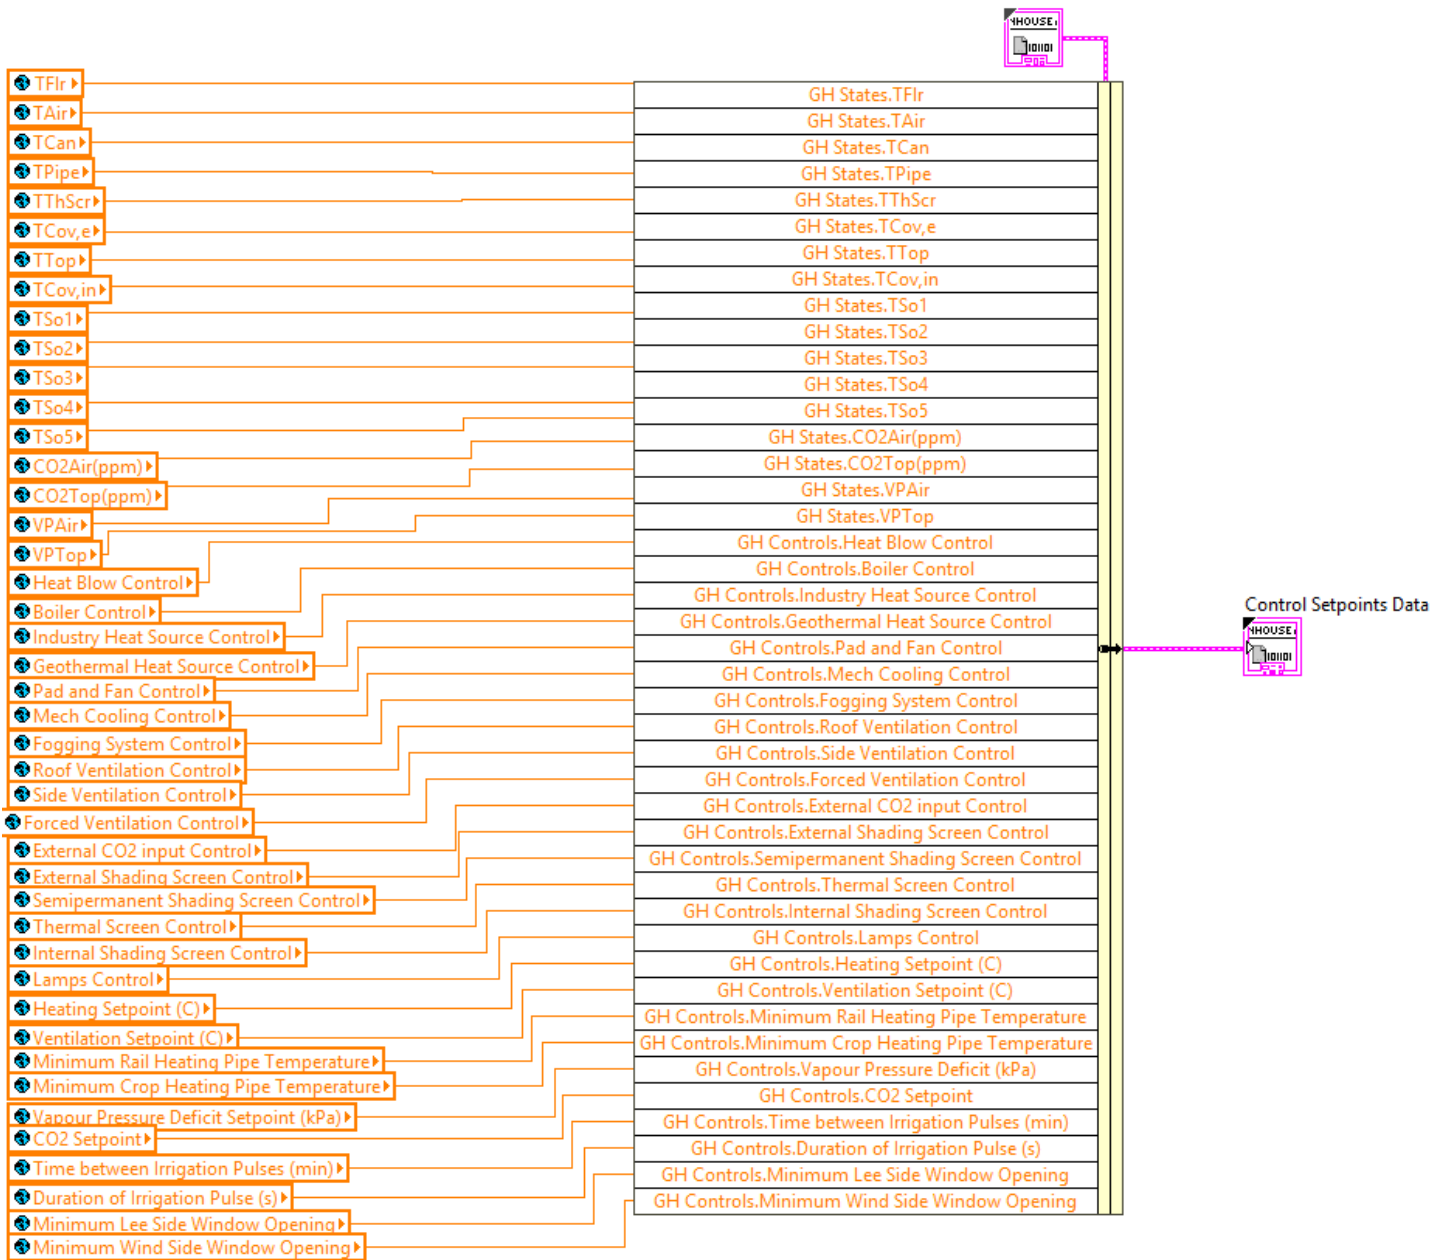 HOUSE
TFlr
TAir
TCan
TPipe
TThScr
TCov,e
TTop
TCov,in
TSo1
TSo2
TSo3
TSo4
TSo5
CO2Air(ppm)
CO2Top(ppm)
VPAir
VPTop
Heat Blow Control
Boiler Control
Industry Heat Source Control
Geothermal Heat Source Control
Pad and Fan Control
Mech Cooling Control
Fogging System Control
Roof Ventilation Control
Side Ventilation Control
Forced Ventilation Control
External CO2 input Control
External Shading Screen Control
Semipermanent Shading Screen Control
Thermal Screen Control
Internal Shading Screen Control
Lamps Control
Heating Setpoint (C)
Ventilation Setpoint (C)
Minimum Rail Heating Pipe Temperature
Minimum Crop Heating Pipe Temperature
Vapour Pressure Deficit Setpoint (kPa)
CO2 Setpoint
Time between Irrigation Pulses (min)
Duration of Irrigation Pulse (s)
Minimum Lee Side Window Opening
Minimum Wind Side Window Opening
GH States.TFlr
GH States.TAir
GH States.TCan
GH States.TPipe
GH States.TThScr
GH States.TCov,e
GH States.TTop
GH States.TCov,in
GH States.TSo1
GH States.TSo2
GH States.TSo3
GH States.TSo4
GH States.TSo5
GH States.CO2Air(ppm)
GH States.CO2Top(ppm)
GH States.VPAir
GH States.VPTop
GH Controls.Heat Blow Control
GH Controls.Boiler Control
GH Controls.Industry Heat Source Control
GH Controls.Geothermal Heat Source Control
GH Controls.Pad and Fan Control
GH Controls.Mech Cooling Control
GH Controls.Fogging System Control
GH Controls.Roof Ventilation Control
GH Controls.Side Ventilation Control
GH Controls.Forced Ventilation Control
GH Controls.External CO2 input Control
GH Controls.External Shading Screen Control
GH Controls.Semipermanent Shading Screen Control
GH Controls.Thermal Screen Control
GH Controls.Internal Shading Screen Control
GH Controls.Lamps Control
GH Controls.Heating Setpoint (C)
GH Controls.Ventilation Setpoint (C)
GH Controls.Minimum Rail Heating Pipe Temperature
GH Controls.Minimum Crop Heating Pipe Temperature
GH Controls.Vapour Pressure Deficit (kPa)
GH Controls.CO2 Setpoint
GH Controls.Time between Irrigation Pulses (min)
GH Controls.Duration of Irrigation Pulse (s)
GH Controls.Minimum Lee Side Window Opening
GH Controls.Minimum Wind Side Window Opening
Control Setpoints Data
HOUSE